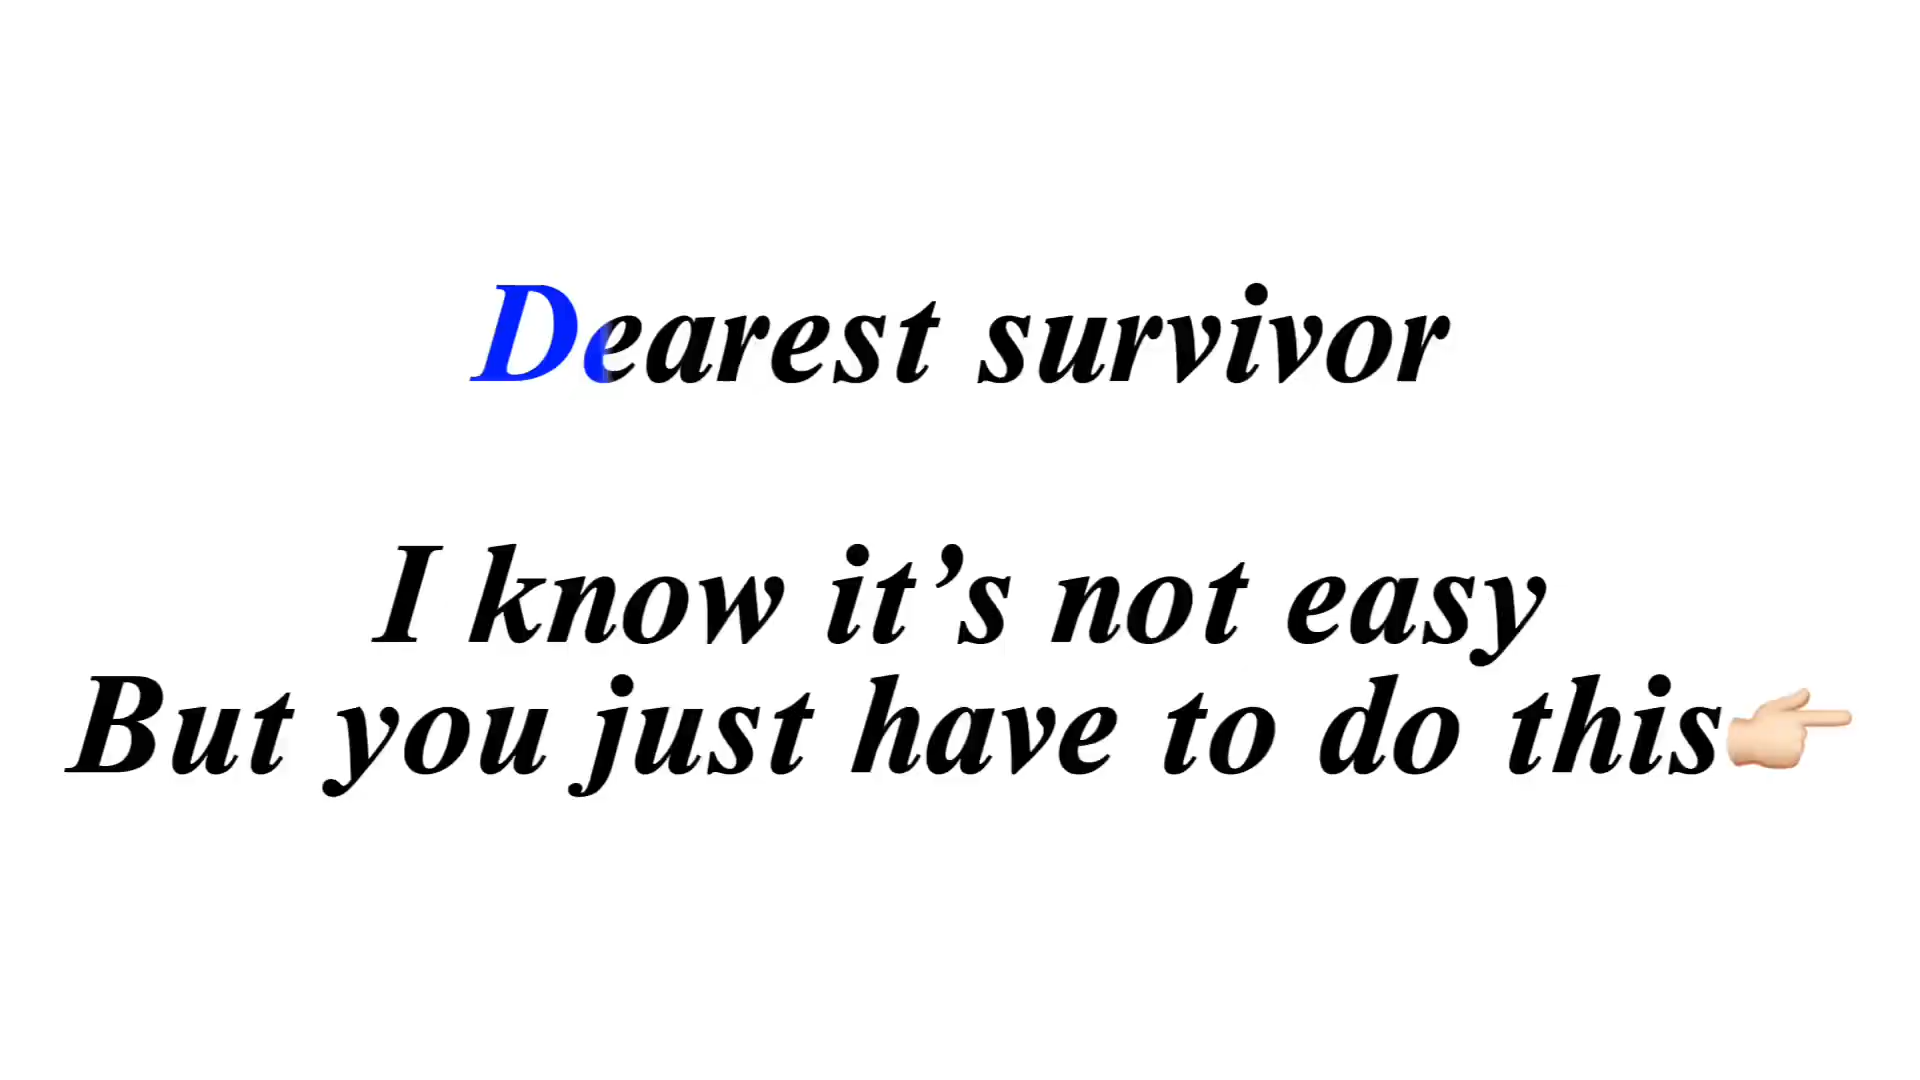 Dearest survivor
I know it’s not easy
But you just have to do this👉🏻